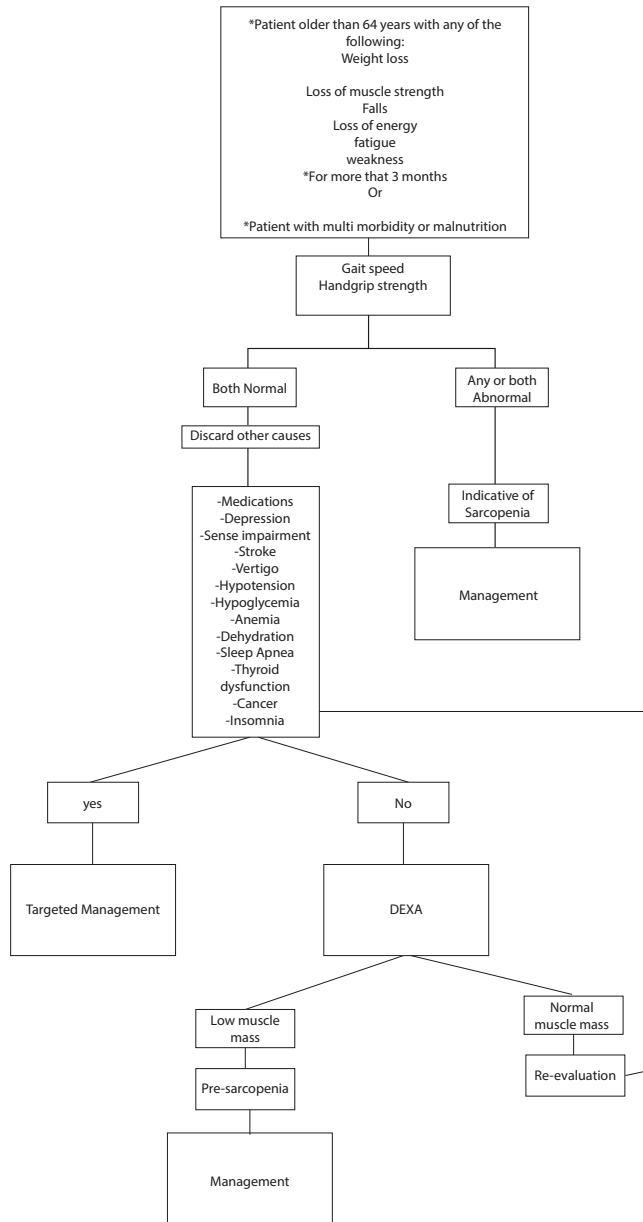 *Patient older than 64 years with any of the
following:
Weight loss
Loss of muscle strength
Falls
Loss of energy
fatigue
weakness
*For more that 3 months
Or
*Patient with multi morbidity or malnutrition
Gait speed
Handgrip strength
Both Normal
Any or both
Abnormal
Discard other causes
Indicative of
Sarcopenia
-Medications
-Depression
-Sense impairment
-Stroke
-Vertigo
-Hypotension
-Hypoglycemia
-Anemia
-Dehydration
-Sleep Apnea
-Thyroid
dysfunction
-Cancer
-Insomnia
Management
yes
No
Targeted Management
DEXA
Low muscle
mass
Normal
muscle mass
Pre-sarcopenia
Re-evaluation
Management